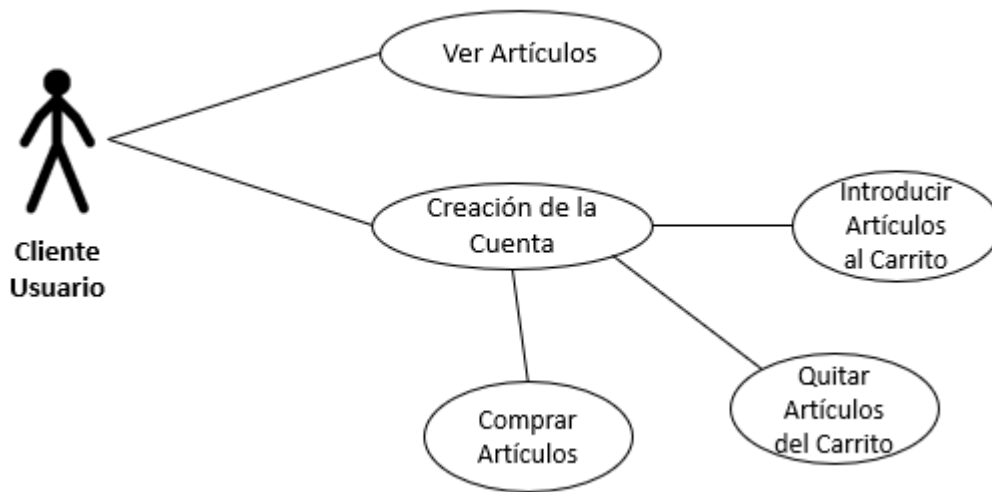 Ver Artículos
Cliente
Usuario
Creación de la
Cuenta
Introducir
Artículos
al Carrito
Comprar
Artículos
Quitar
Artículos
del Carrito